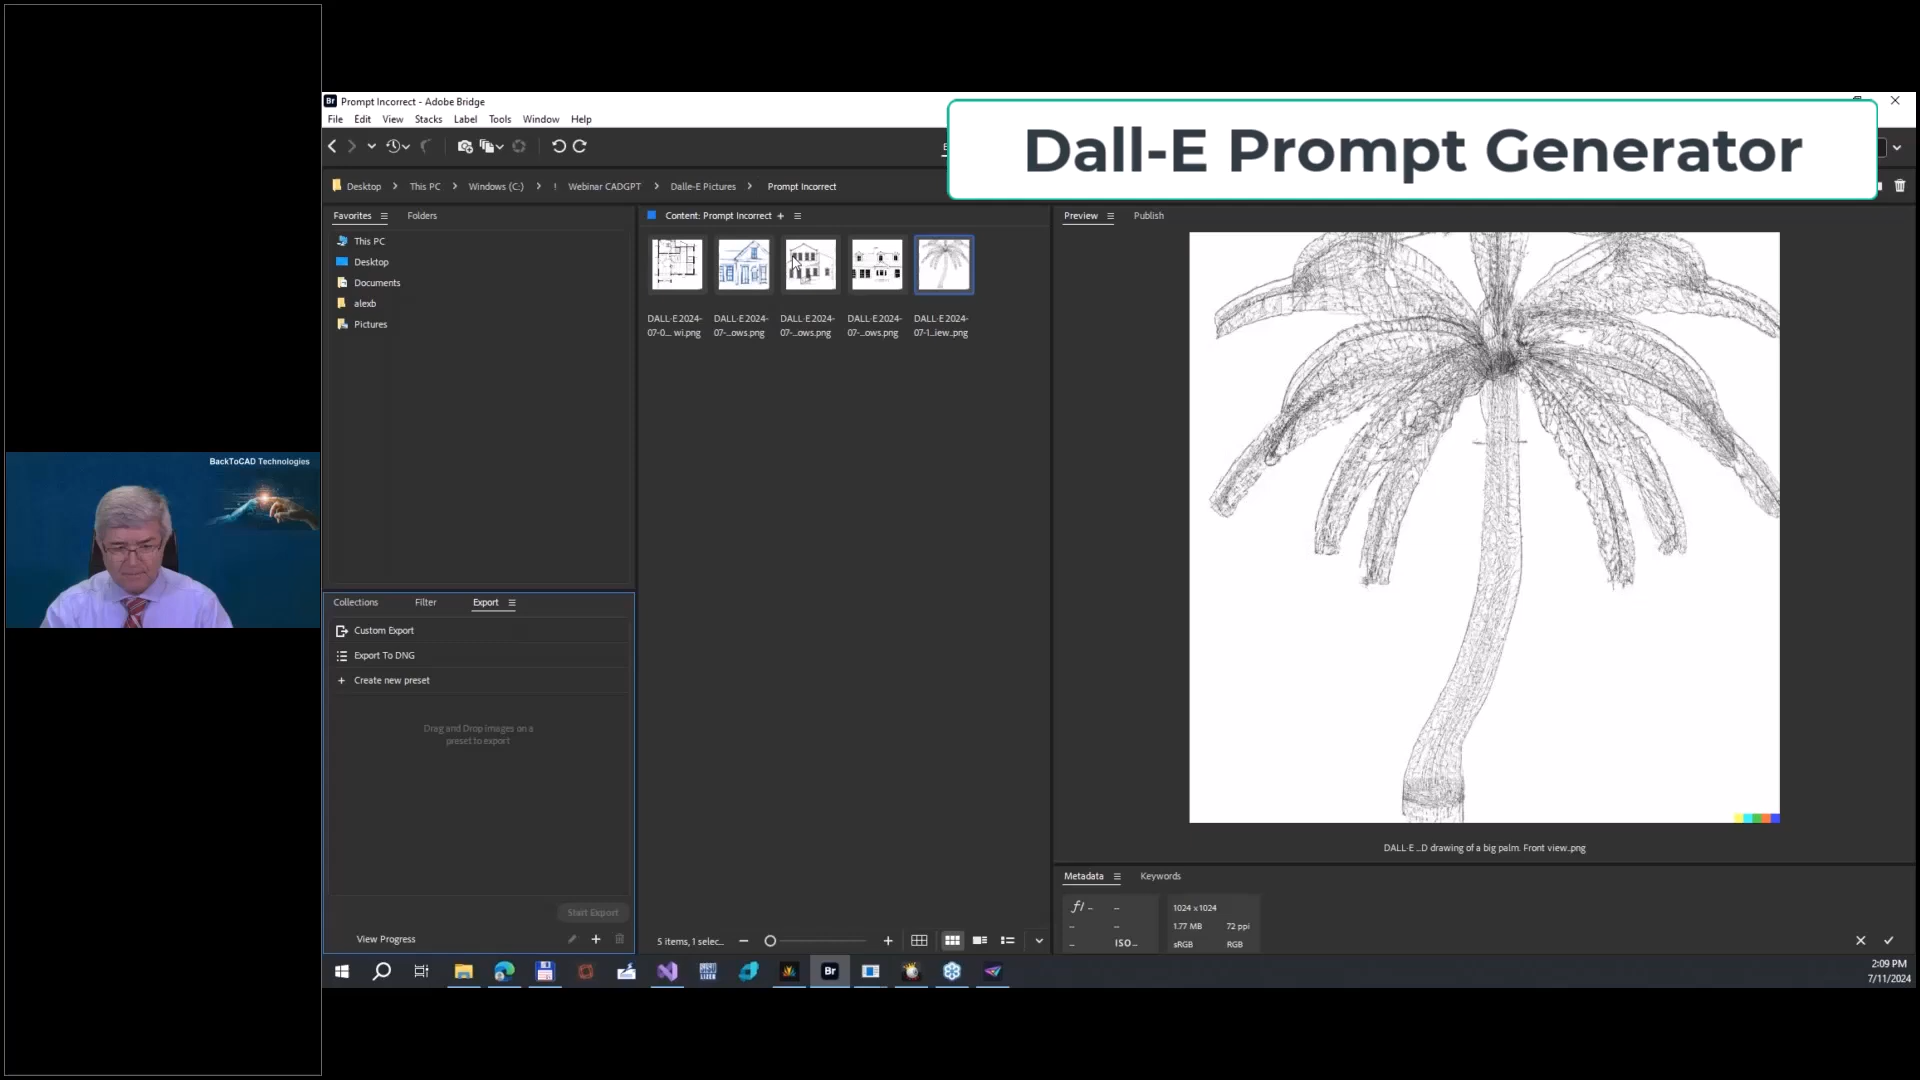 BackToCAD Technologies
Br Prompt Incorrect - Adobe Bridge
File Edit View Stacks Label Tools Window Help
Dall-E Prompt Generator
Desktop > This PC > Windows (C:) > ! Webinar CADGPT > Dalle-E Pictures > Prompt Incorrect
Favorites Folders
This PC
Desktop
Documents
alexb
Pictures
Content: Prompt Incorrect
DALL·E 2024-
07-0... wi.png
DALL·E 2024-
07-...ows.png
DALL·E 2024-
07-...ows.png
DALL·E 2024-
07-...ows.png
DALL·E 2024-
07-1...iew..png
Preview Publish
DALL·E ...D drawing of a big palm. Front view..png
Collections Filter Export
Custom Export
Export To DNG
+ Create new preset
Drag and Drop images on a
preset to export
Start Export
View Progress
5 items, 1 selec...
Metadata Keywords
f/ -- --
-- --
-- ISO --
1024 x 1024
1.77 MB 72 ppi
sRGB RGB
Br
2:09 PM
7/11/2024